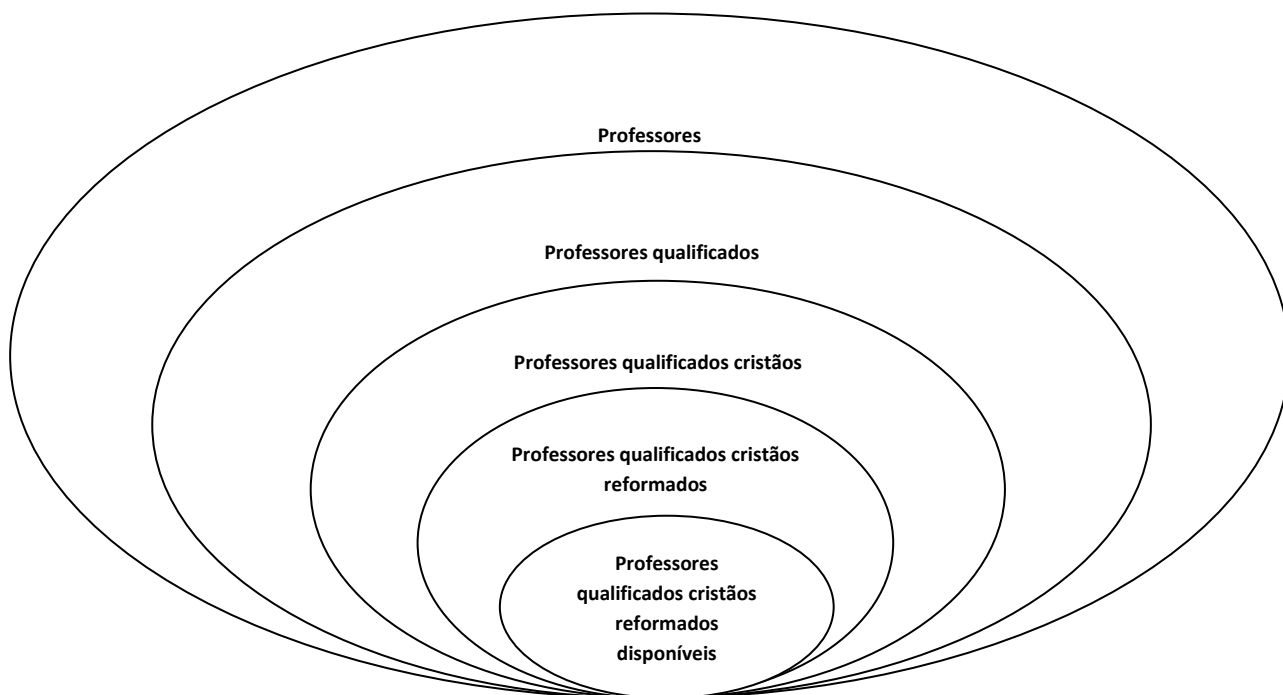 Professores
Professores qualificados
Professores qualificados cristãos
Professores qualificados cristãos
reformados
Professores
qualificados cristãos
reformados
disponíveis